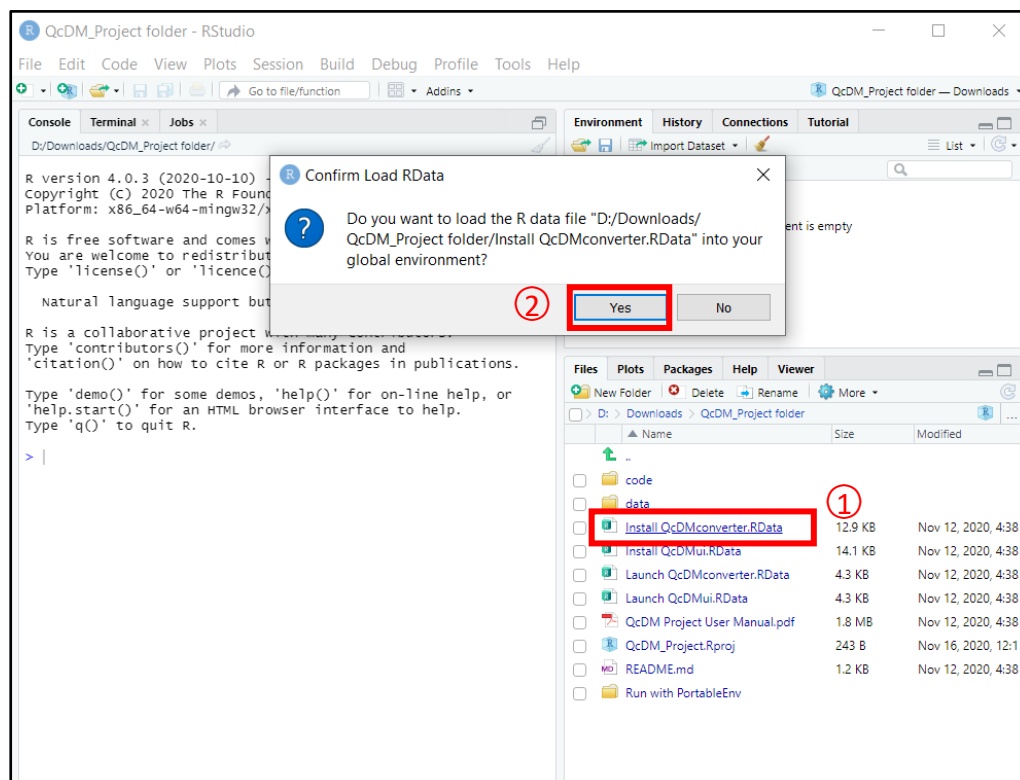 QcDM_Project folder - RStudio
File Edit Code View Plots Session Build Debug Profile Tools Help
Go to file/function Addins QcDM_Project folder — Downloads
Console Terminal Jobs
D:/Downloads/QcDM_Project folder/
R version 4.0.3 (2020-10-10) -
Copyright (C) 2020 The R Found
Platform: x86_64-w64-mingw32/x
R is free software and comes w
You are welcome to redistribut
Type 'license()' or 'licence()
Natural language support but
R is a collaborative project with many contributors.
Type 'contributors()' for more information and
'citation()' on how to cite R or R packages in publications.
Type 'demo()' for some demos, 'help()' for on-line help, or
'help.start()' for an HTML browser interface to help.
Type 'q()' to quit R.
>
Environment History Connections Tutorial
Import Dataset List
ent is empty
Confirm Load RData
Do you want to load the R data file "D:/Downloads/
QcDM_Project folder/Install QcDMconverter.RData" into your
global environment?
② Yes No
Files Plots Packages Help Viewer
New Folder Delete Rename More
D: > Downloads > QcDM_Project folder ...
Name Size Modified
..
code
data
①
Install QcDMconverter.RData 12.9 KB Nov 12, 2020, 4:38
Install QcDMui.RData 14.1 KB Nov 12, 2020, 4:38
Launch QcDMconverter.RData 4.3 KB Nov 12, 2020, 4:38
Launch QcDMui.RData 4.3 KB Nov 12, 2020, 4:38
QcDM Project User Manual.pdf 1.8 MB Nov 12, 2020, 4:38
QcDM_Project.Rproj 243 B Nov 16, 2020, 12:1
README.md 1.2 KB Nov 12, 2020, 4:38
Run with PortableEnv